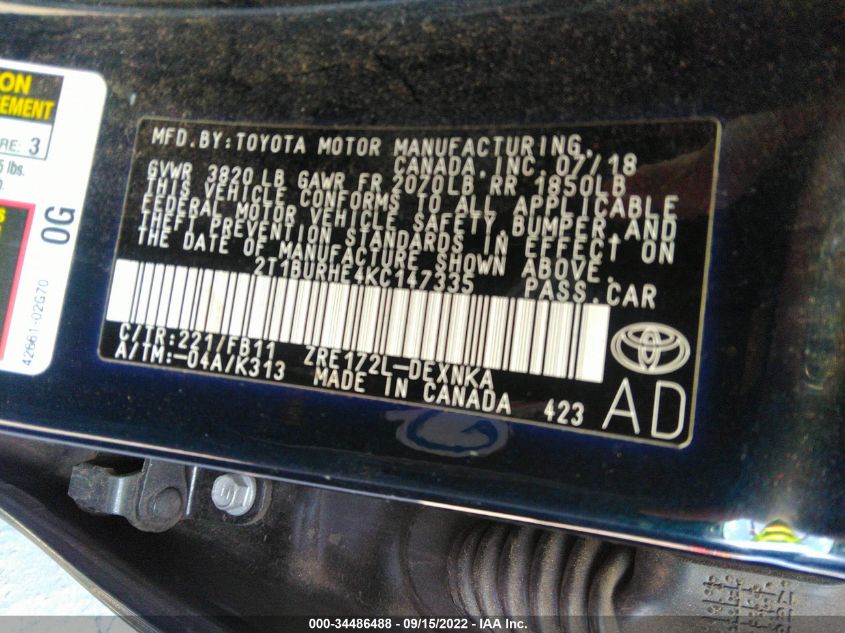 ON
EMENT
RE: 3
5 lbs.
0G
42661-02G70
MFD.BY:TOYOTA MOTOR MANUFACTURING,
CANADA,INC. 07/18
GVWR 3820 LB GAWR FR 2070LB RR 1850LB
THIS VEHICLE CONFORMS TO ALL APPLICABLE
FEDERAL MOTOR VEHICLE SAFETY,BUMPER,AND
THEFT PREVENTION STANDARDS IN EFFECT ON
THE DATE OF MANUFACTURE SHOWN ABOVE.
2T1BURHE4KC147335 PASS.CAR
C/TR:221/FB11 ZRE172L-DEXNKA
A/TM:-04A/K313 MADE IN CANADA 423
AD
000-34486488 - 09/15/2022 - IAA Inc.